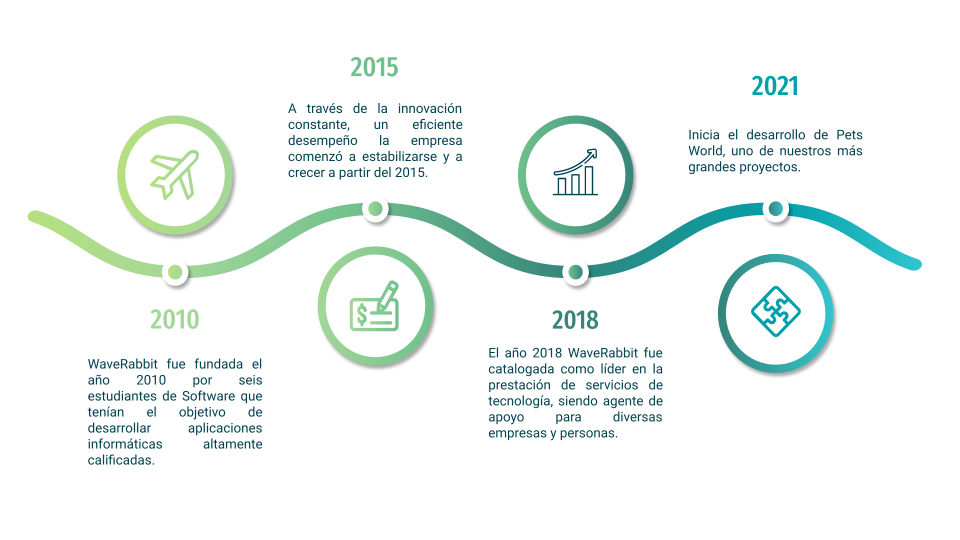 2010
WaveRabbit fue fundada el
año 2010 por seis
estudiantes de Software que
tenían el objetivo de
desarrollar aplicaciones
informáticas altamente
calificadas.
2015
A través de la innovación
constante, un eficiente
desempeño la empresa
comenzó a estabilizarse y a
crecer a partir del 2015.
$
2018
El año 2018 WaveRabbit fue
catalogada como líder en la
prestación de servicios de
tecnología, siendo agente de
apoyo para diversas
empresas y personas.
2021
Inicia el desarrollo de Pets
World, uno de nuestros más
grandes proyectos.